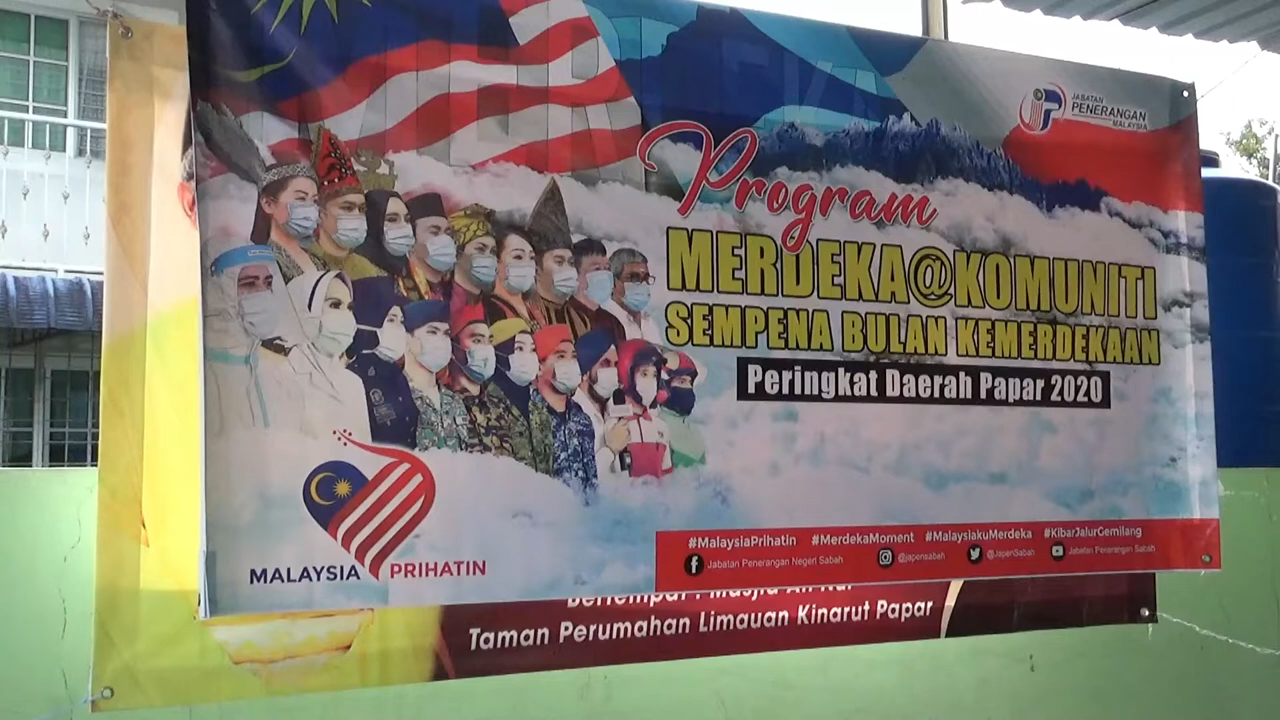 JABATAN
PENERANGAN
MALAYSIA
Program
MERDEKA@KOMUNITI
SEMPENA BULAN KEMERDEKAAN
Peringkat Daerah Papar 2020
MALAYSIA PRIHATIN
#MalaysiaPrihatin #MerdekaMoment #MalaysiakuMerdeka #KibarJalurGemilang
Jabatan Penerangan Negeri Sabah @japensabah @JapenSabah Jabatan Penerangan Sabah
Taman Perumahan Limauan Kinarut Papar